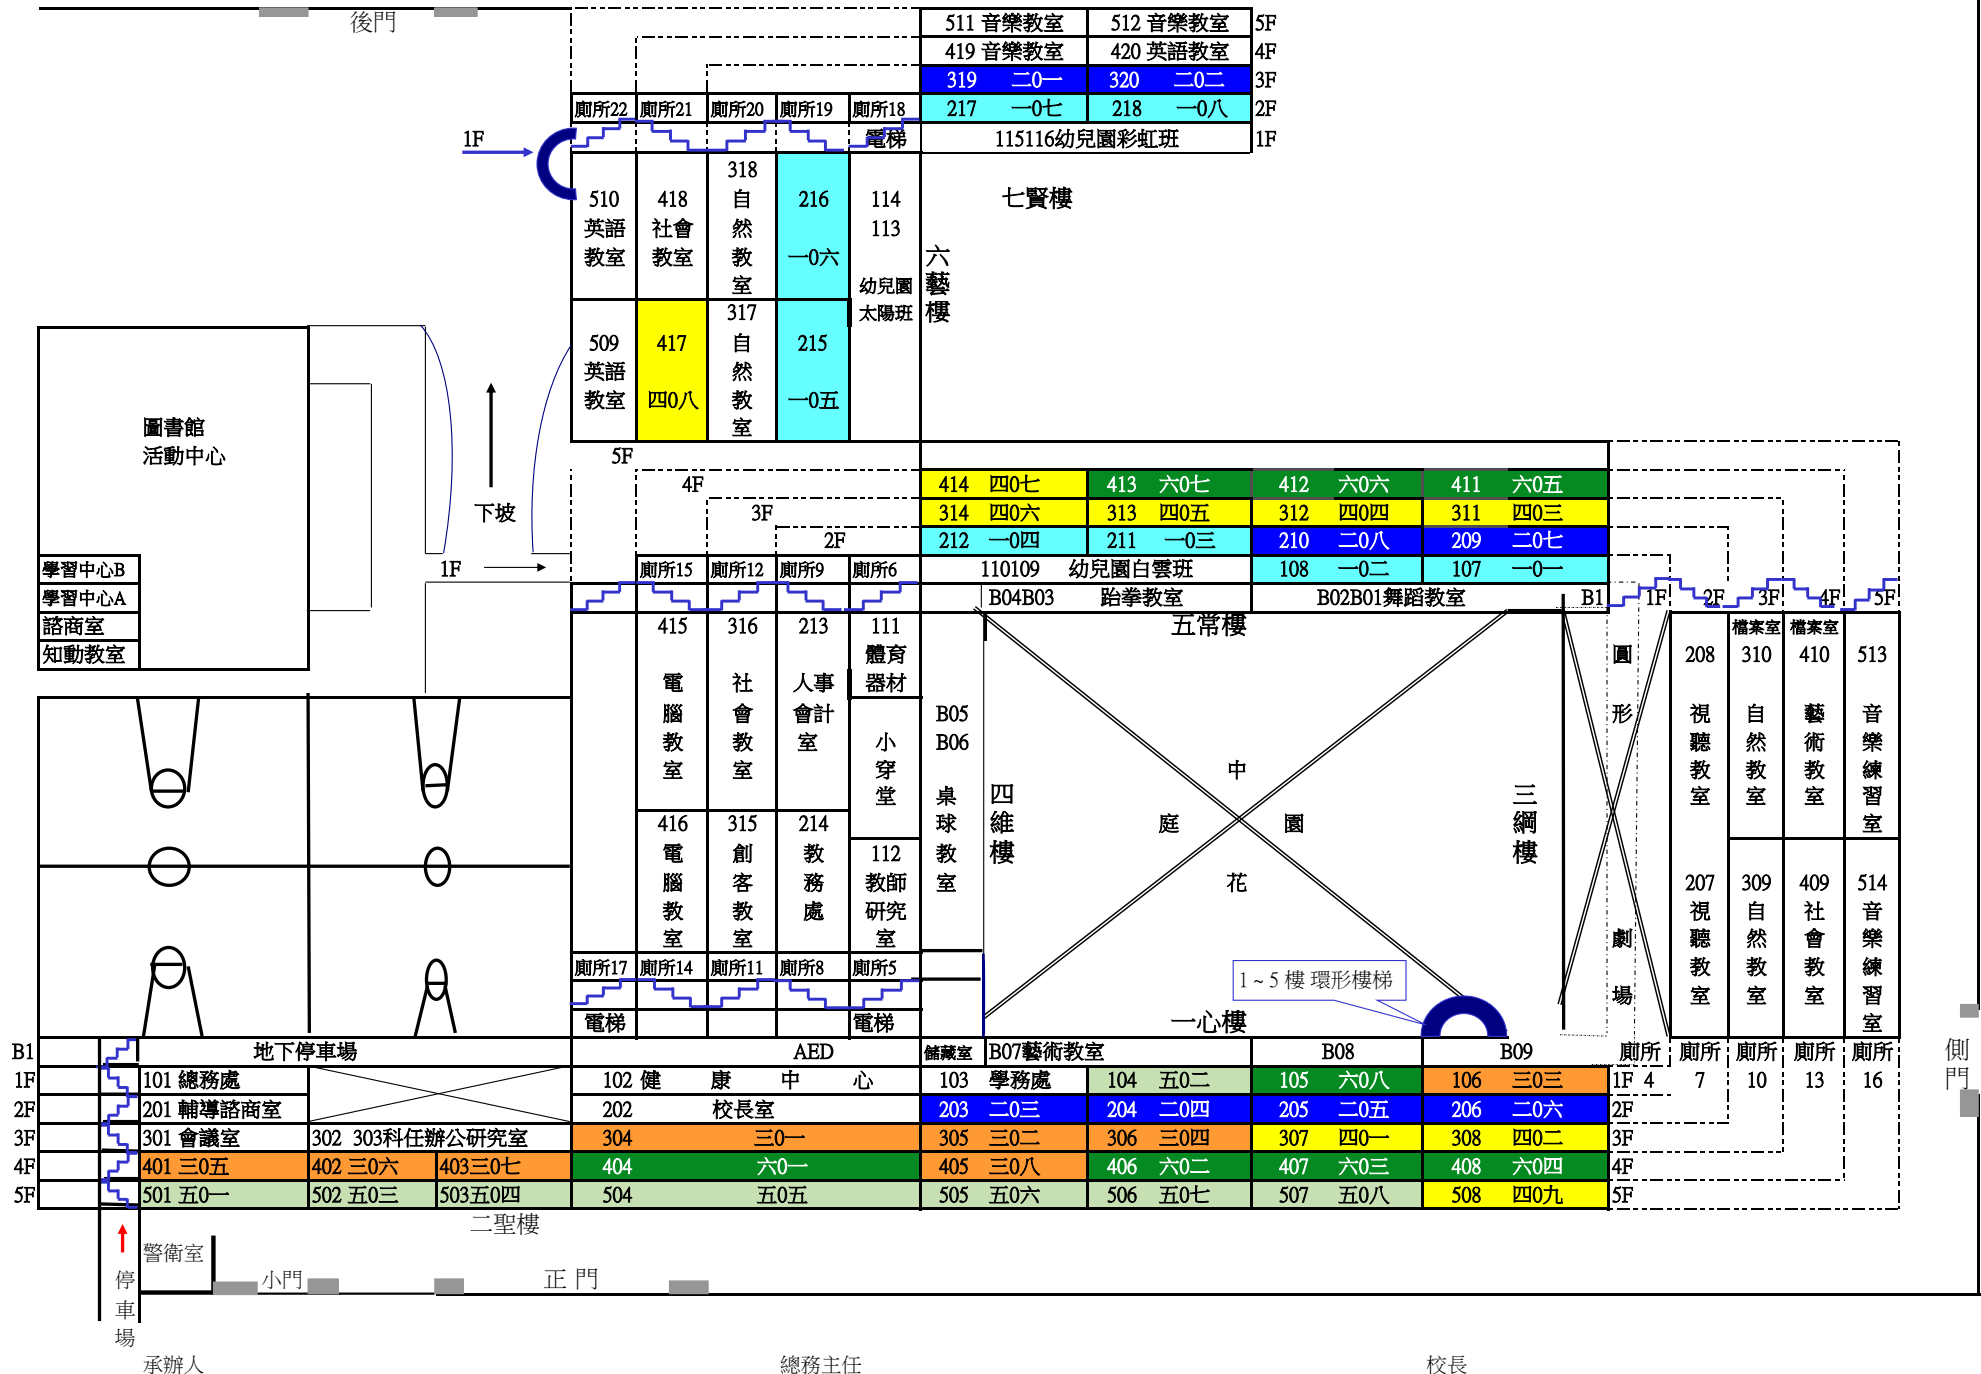 後門
511 音樂教室 512 音樂教室 5F
419 音樂教室 420 英語教室 4F
319 二0一 320 二0二 3F
廁所22 廁所21 廁所20 廁所19 廁所18 217 一0七 218 一0八 2F
1F 電梯 115116幼兒園彩虹班 1F
七賢樓
六藝樓
510 英語教室
418 社會教室
318 自然教室
216 一0六
114
113
幼兒園
太陽班
509 英語教室
417 四0八
317 自然教室
215 一0五
圖書館
活動中心
下坡
1F
學習中心B
學習中心A
諮商室
知動教室
5F
4F
3F
2F
414 四0七 413 六0七 412 六0六 411 六0五
314 四0六 313 四0五 312 四0四 311 四0三
212 一0四 211 一0三 210 二0八 209 二0七
廁所15 廁所12 廁所9 廁所6 110109 幼兒園白雲班 108 一0二 107 一0一
B04B03 跆拳教室 B02B01舞蹈教室 B1 1F 2F 3F 4F 5F
五常樓
415 電腦教室
316 社會教室
213 人事會計室
111 體育器材
小穿堂
416 電腦教室
315 創客教室
214 教務處
112 教師研究室
B05
B06
桌球教室
四維樓
中
庭 園
花
三綱樓
圓形劇場
208 視聽教室
檔案室 310 自然教室
檔案室 410 藝術教室
513 音樂練習室
207 視聽教室
309 自然教室
409 社會教室
514 音樂練習室
廁所17 廁所14 廁所11 廁所8 廁所5
1 ~ 5 樓 環形樓梯
電梯 電梯
一心樓
B1 地下停車場 AED 儲藏室 B07藝術教室 B08 B09 廁所 廁所 廁所 廁所 廁所
1F 101 總務處 102 健 康 中 心 103 學務處 104 五0二 105 六0八 106 三0三 1F 4 7 10 13 16
2F 201 輔導諮商室 202 校長室 203 二0三 204 二0四 205 二0五 206 二0六 2F
3F 301 會議室 302 303科任辦公研究室 304 三0一 305 三0二 306 三0四 307 四0一 308 四0二 3F
4F 401 三0五 402 三0六 403三0七 404 六0一 405 三0八 406 六0二 407 六0三 408 六0四 4F
5F 501 五0一 502 五0三 503五0四 504 五0五 505 五0六 506 五0七 507 五0八 508 四0九 5F
側門
二聖樓
警衛室
小門
正 門
停車場
承辦人 總務主任 校長